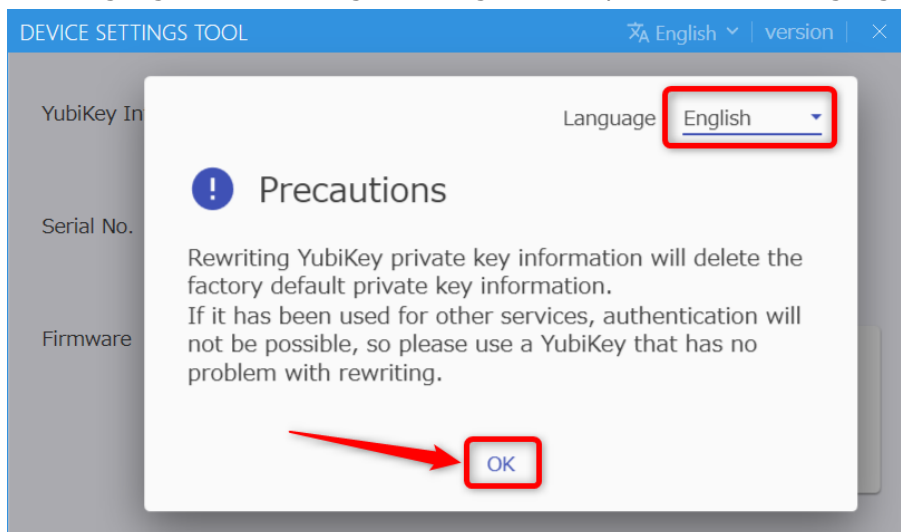 DEVICE SETTINGS TOOL
English
version
YubiKey In
Language
English
Precautions
Serial No.
Rewriting YubiKey private key information will delete the
factory default private key information.
If it has been used for other services, authentication will
Firmware
not be possible, so please use a YubiKey that has no
problem with rewriting.
OK